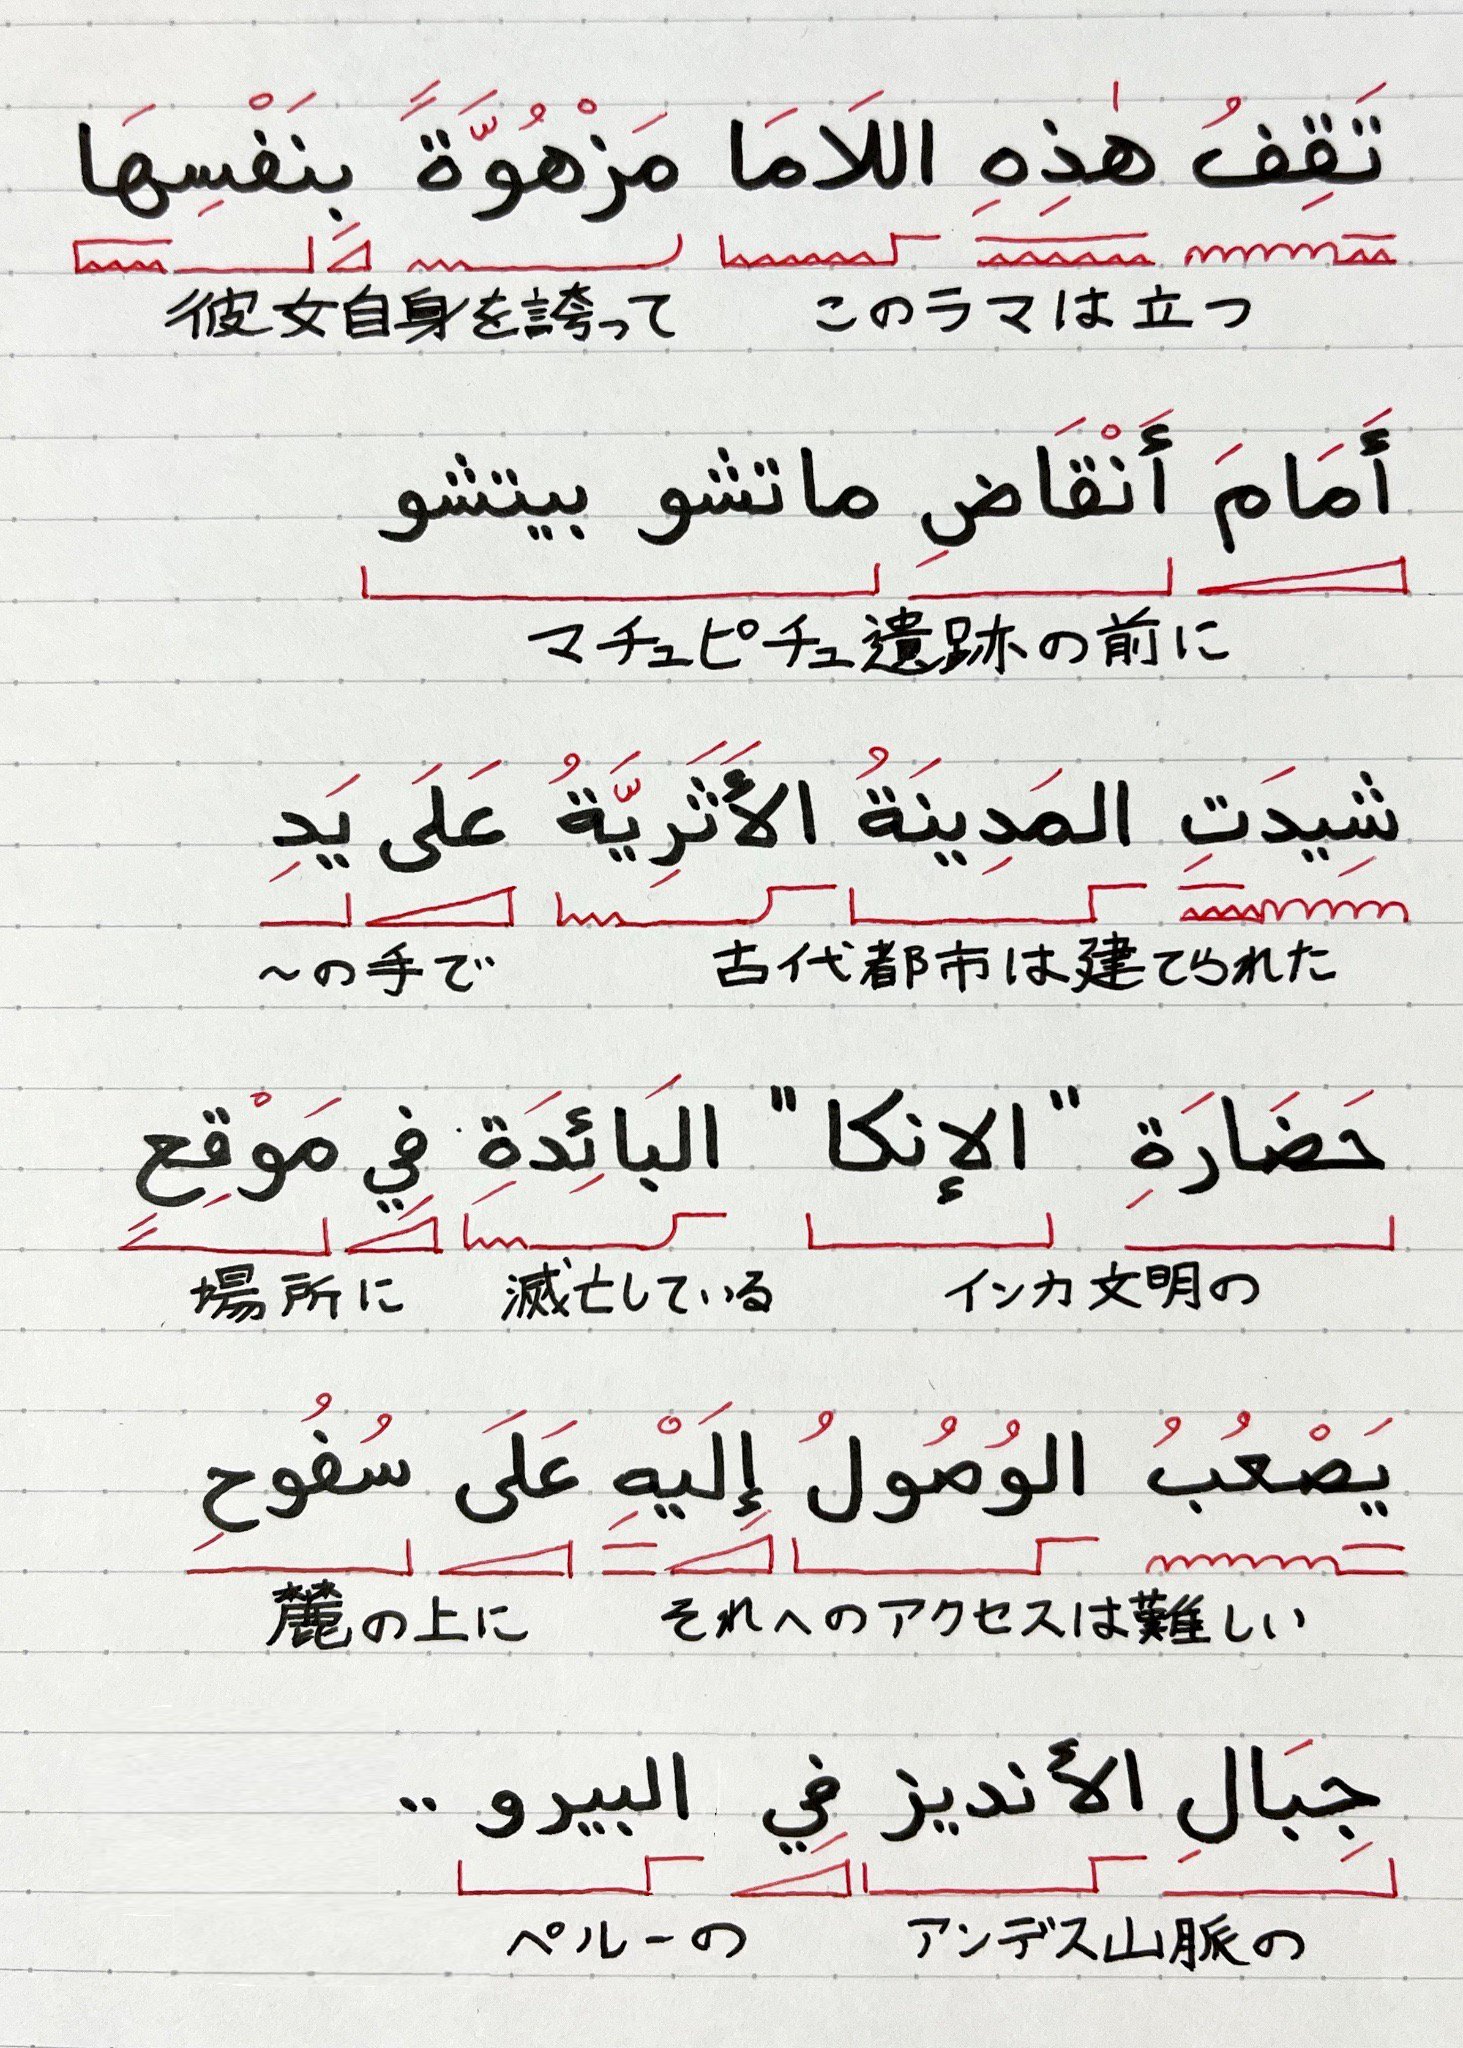 تَقِفُ هٰذِهِ اللَامَا مَزْهُوَّةً بِنَفْسِهَا
このラマは立つ 彼女自身を誇って
أَمَامَ أَنْقَاضِ ماتشو بيتشو
マチュピチュ遺跡の前に
شِيدَتِ المَدِينَةُ الأَثَرِيَّةُ عَلَى يَدِ
古代都市は建てられた ～の手で
حَضَارَةِ "الإنكا" البَائِدَةِ فِي مَوْقِعٍ
インカ文明の 滅亡している 場所に
يَصْعُبُ الوُصُولُ إِلَيْهِ عَلَى سُفُوحِ
それへのアクセスは難しい 麓の上に
جِبَالِ الأنديز فِي البيرو ..
アンデス山脈の ペルーの